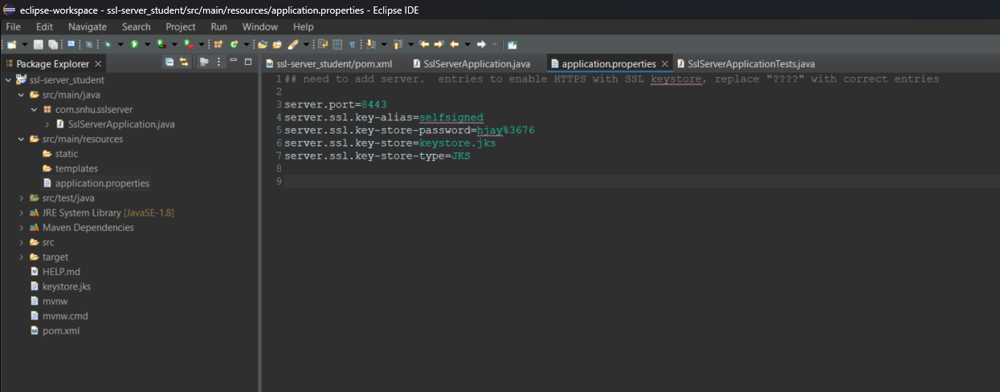 eclipse-workspace - ssl-server_student/src/main/resources/application.properties - Eclipse IDE
File Edit Navigate Search Project Run Window Help
Package Explorer
ssl-server_student
src/main/java
com.snhu.sslserver
SslServerApplication.java
src/main/resources
static
templates
application.properties
src/test/java
JRE System Library [JavaSE-1.8]
Maven Dependencies
src
target
HELP.md
keystore.jks
mvnw
mvnw.cmd
pom.xml
ssl-server_student/pom.xml SslServerApplication.java application.properties SslServerApplicationTests.java
1 ## need to add server.  entries to enable HTTPS with SSL keystore, replace "????" with correct entries
2
3 server.port=8443
4 server.ssl.key-alias=selfsigned
5 server.ssl.key-store-password=hjay%3676
6 server.ssl.key-store=keystore.jks
7 server.ssl.key-store-type=JKS
8
9